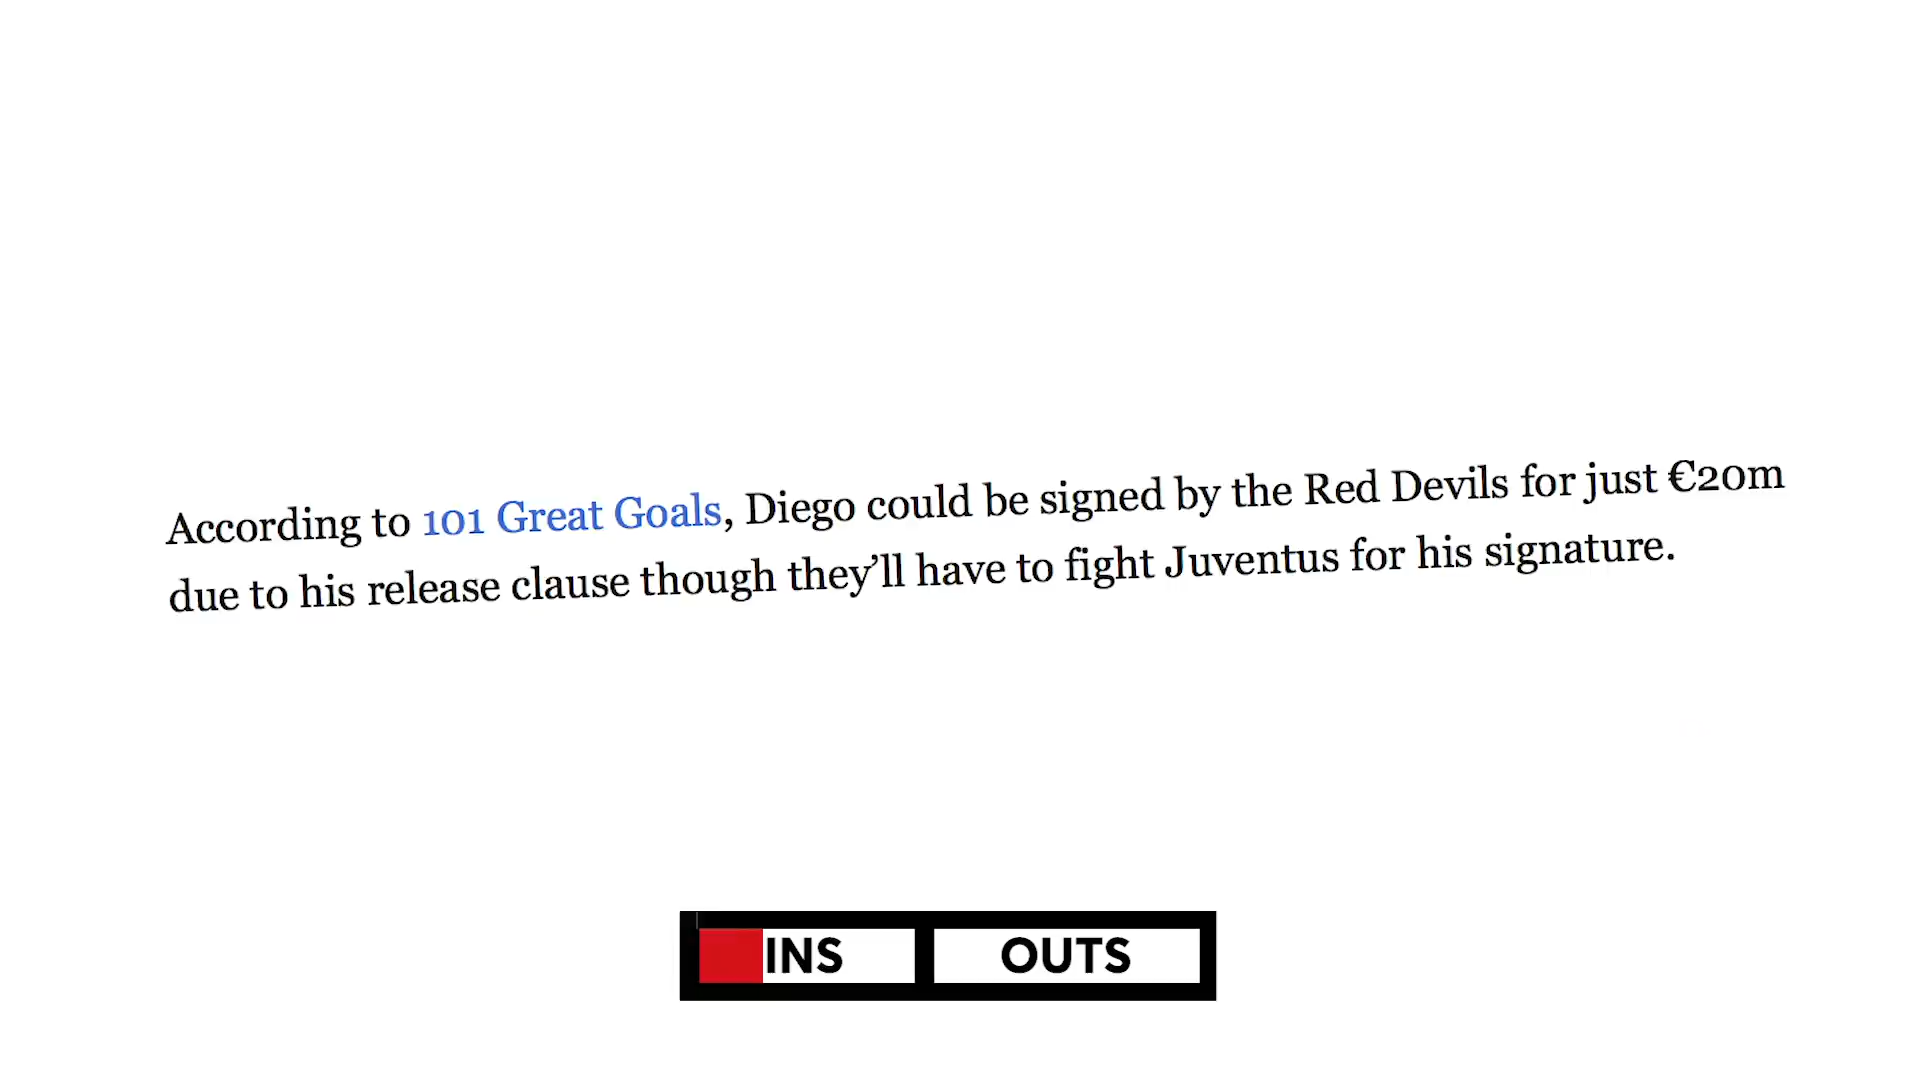 According to 101 Great Goals, Diego could be signed by the Red Devils for just €20m
due to his release clause though they’ll have to fight Juventus for his signature.
INS OUTS